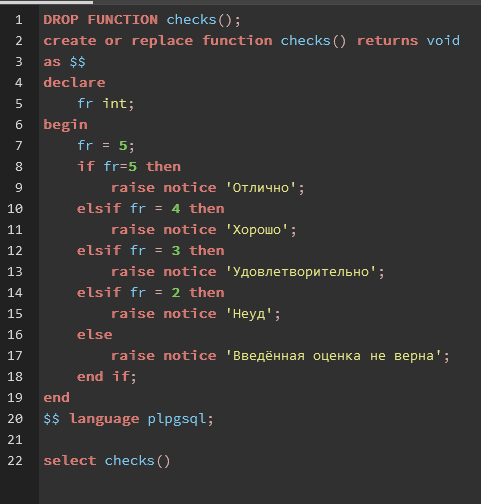 1 DROP FUNCTION checks();
2 create or replace function checks() returns void
3 as $$
4 declare
5     fr int;
6 begin
7     fr = 5;
8     if fr=5 then
9         raise notice 'Отлично';
10     elsif fr = 4 then
11         raise notice 'Хорошо';
12     elsif fr = 3 then
13         raise notice 'Удовлетворительно';
14     elsif fr = 2 then
15         raise notice 'Неуд';
16     else
17         raise notice 'Введённая оценка не верна';
18     end if;
19 end
20 $$ language plpgsql;
21
22 select checks()